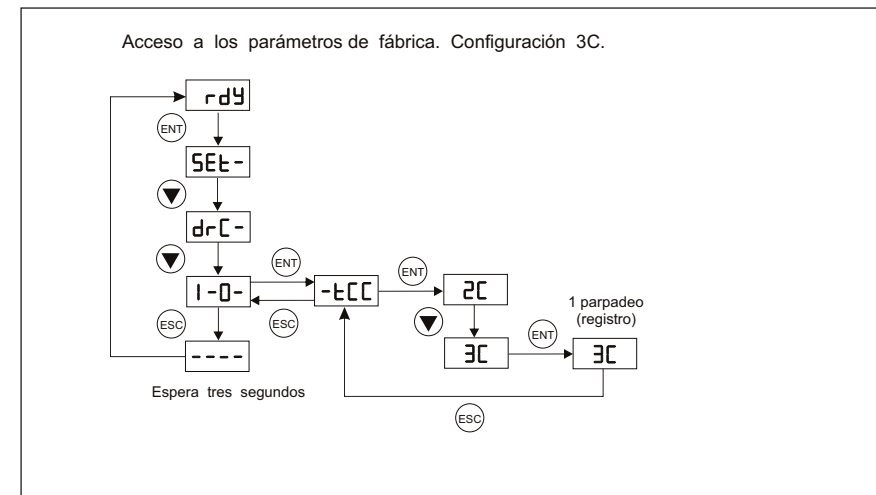 Acceso a los parámetros de fábrica. Configuración 3C.
rdY
ENT
SEt-
drC-
I-O-
ENT
-tCC
ENT
2C
1 parpadeo
(registro)
ESC
ESC
3C
ENT
3C
----
Espera tres segundos
ESC